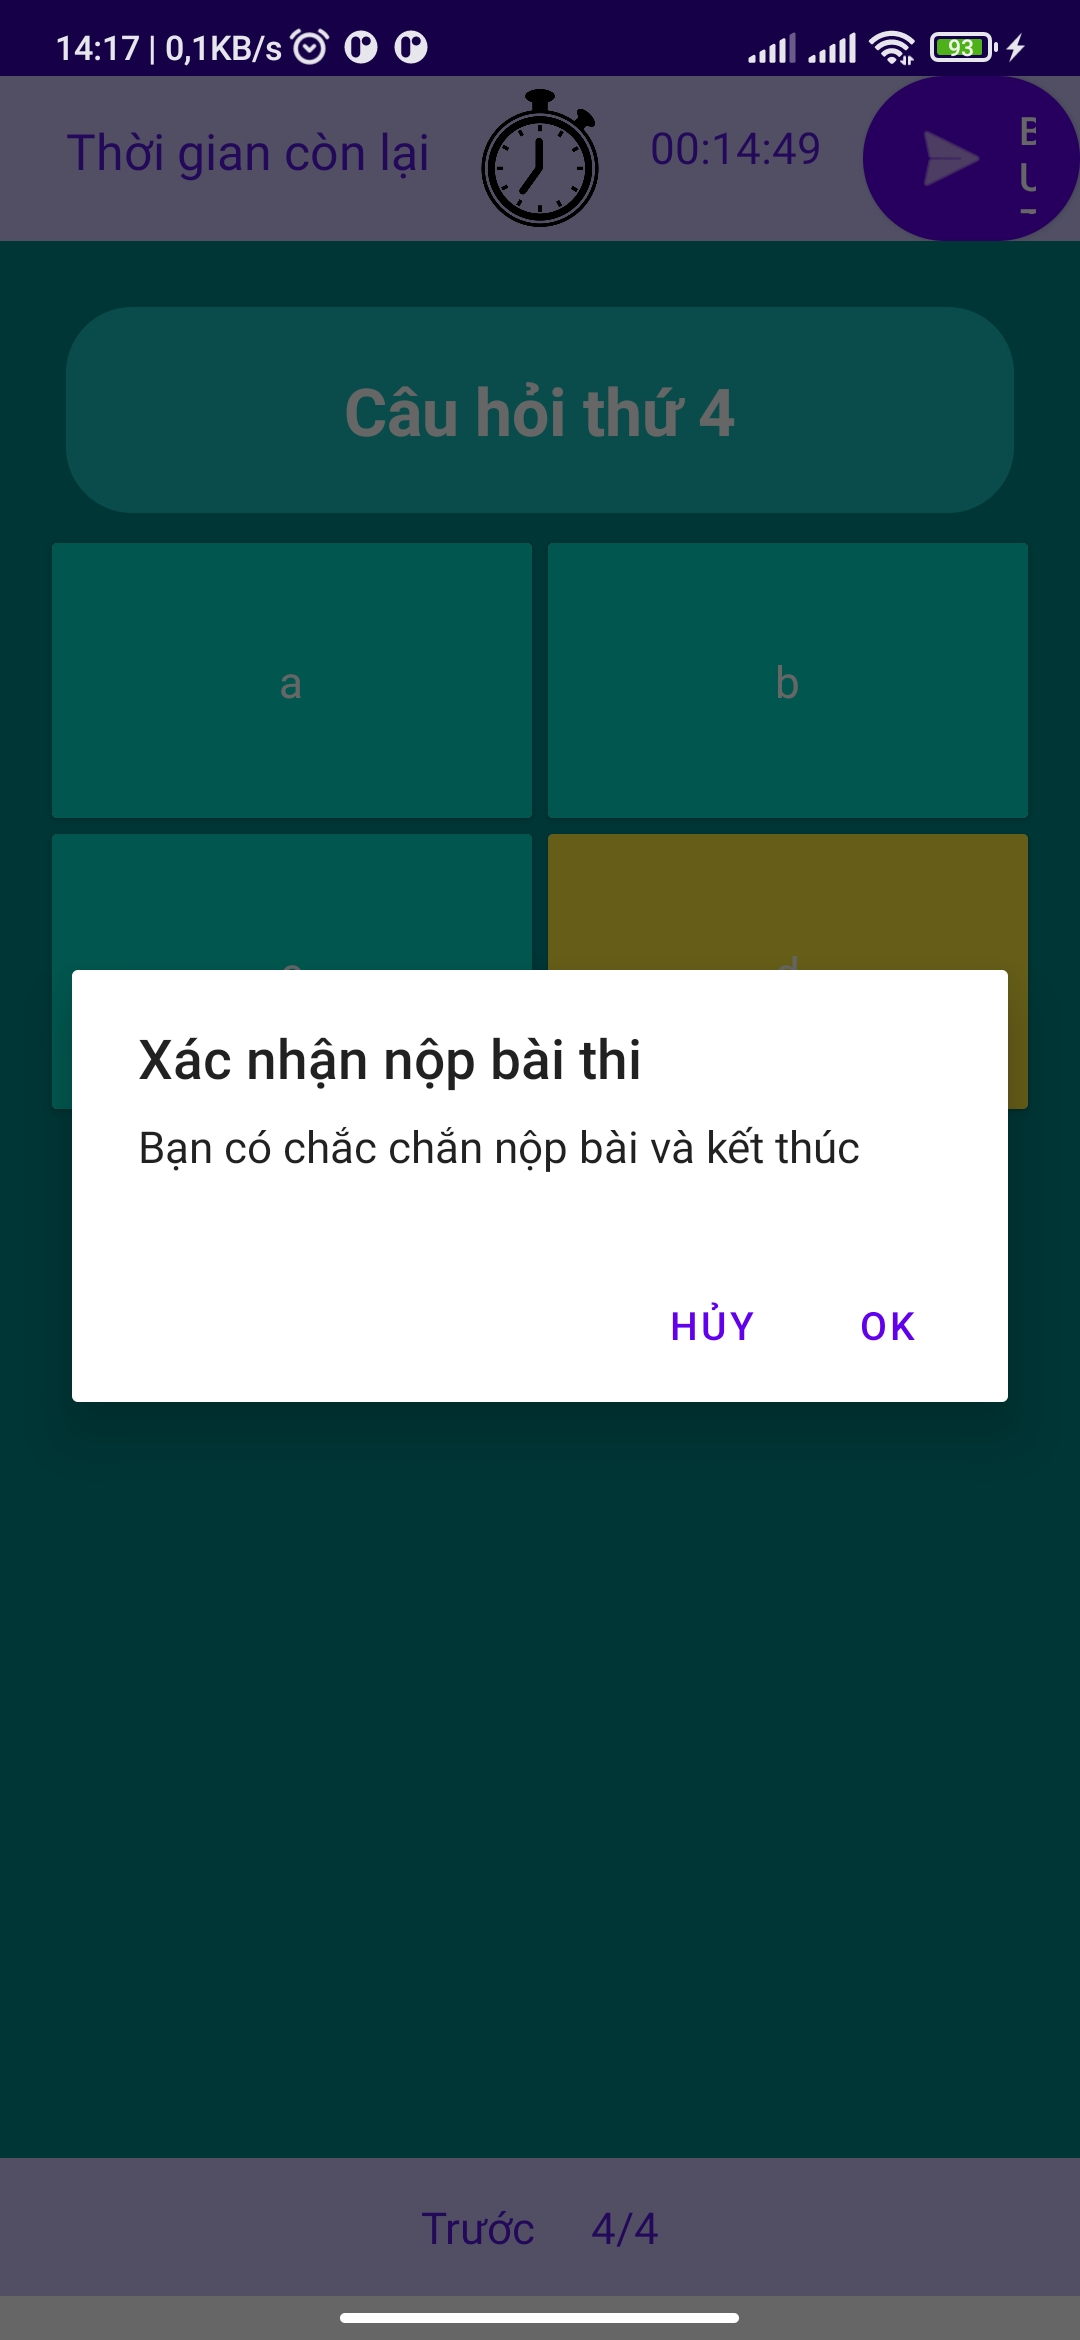 14:17 | 0,1KB/s
93
Thời gian còn lại
00:14:49
Câu hỏi thứ 4
a
b
d
Xác nhận nộp bài thi
Bạn có chắc chắn nộp bài và kết thúc
HỦY
OK
Trước
4/4